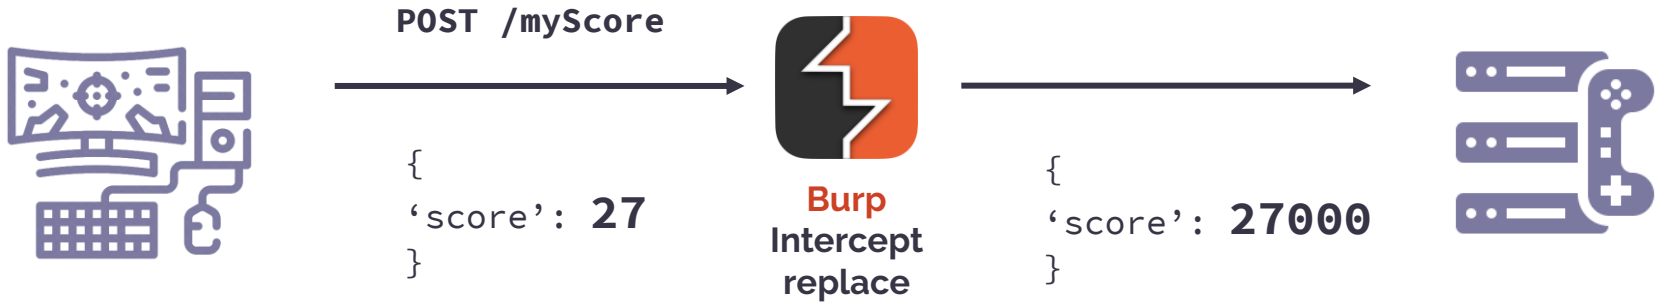 POST /myScore
{
‘score’: 27
}
Burp
Intercept
replace
{
‘score’: 27000
}